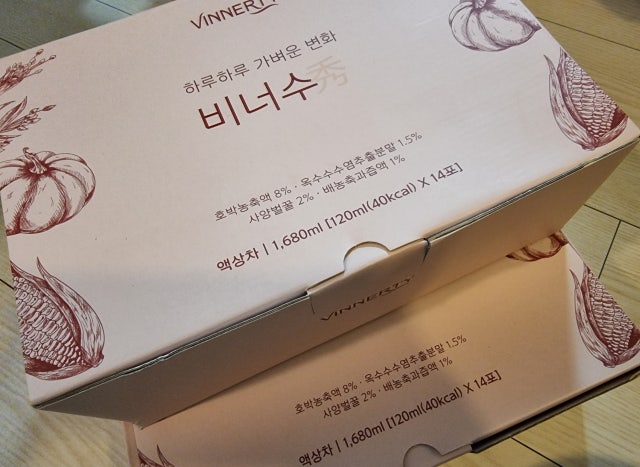 VINNERTY
하루하루 가벼운 변화
비너수秀
호박농축액 8% · 옥수수수염추출분말 1.5%
사양벌꿀 2% · 배농축과즙액 1%
액상차 | 1,680ml [120ml(40kcal) X 14포]
VINNERTY
호박농축액 8% · 옥수수수염추출분말 1.5%
사양벌꿀 2% · 배농축과즙액 1%
액상차 | 1,680ml [120ml(40kcal) X 14포]